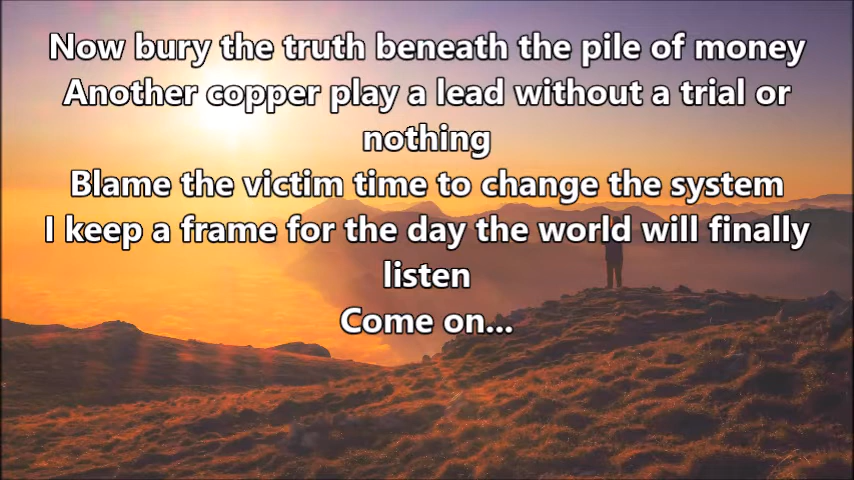 Now bury the truth beneath the pile of money
Another copper play a lead without a trial or
nothing
Blame the victim time to change the system
I keep a frame for the day the world will finally
listen
Come on...